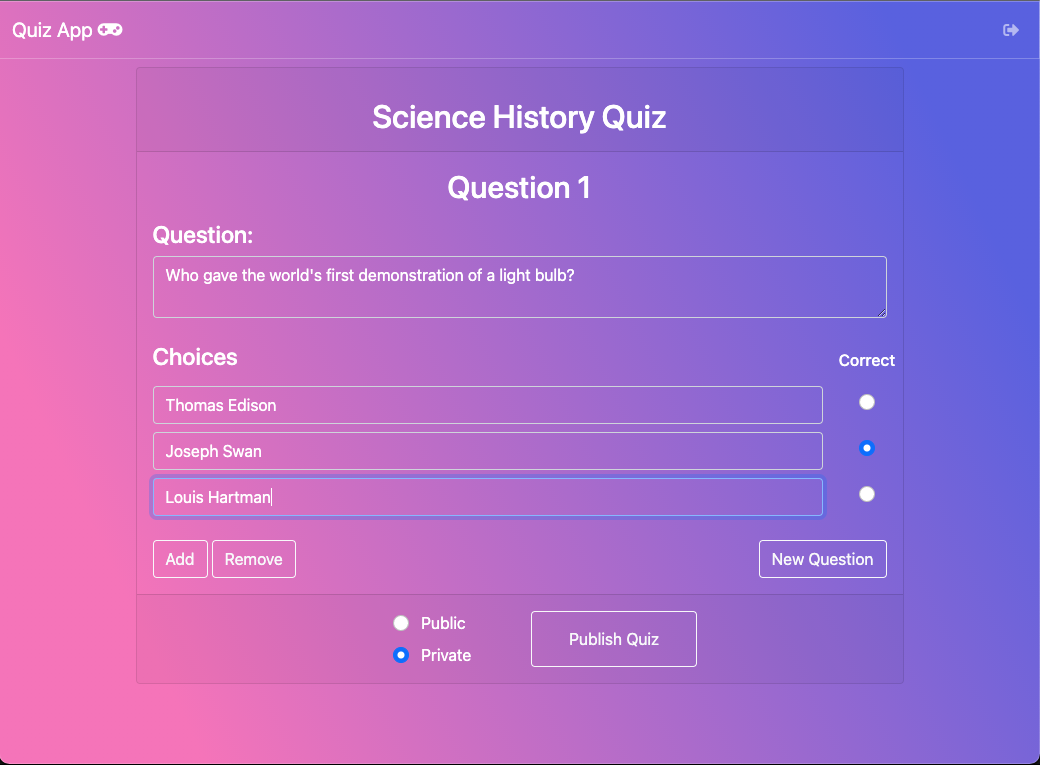 Quiz App
Science History Quiz
Question 1
Question:
Who gave the world's first demonstration of a light bulb?
Choices
Correct
Thomas Edison
Joseph Swan
Louis Hartman
Add Remove New Question
Public
Publish Quiz
Private